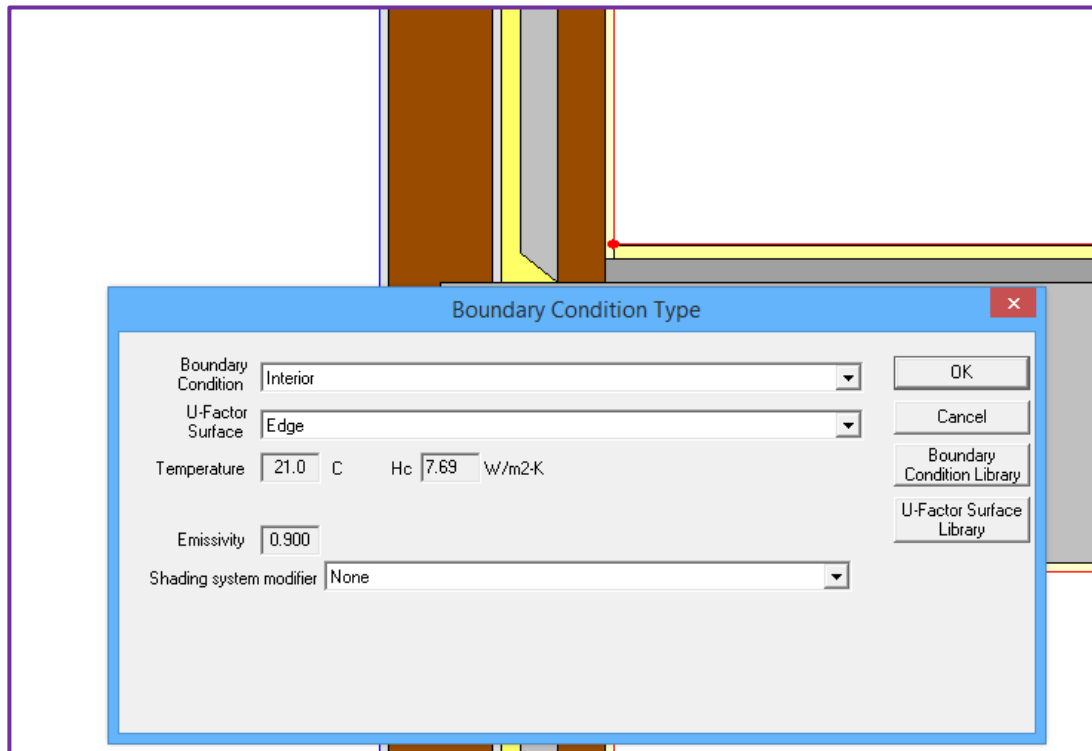 Boundary Condition Type
x
Boundary
Condition
Interior
OK
U-Factor
Surface
Edge
Cancel
Temperature 21.0 C Hc 7.69 W/m2-K
Boundary
Condition Library
U-Factor Surface
Library
Emissivity 0.900
Shading system modifier None